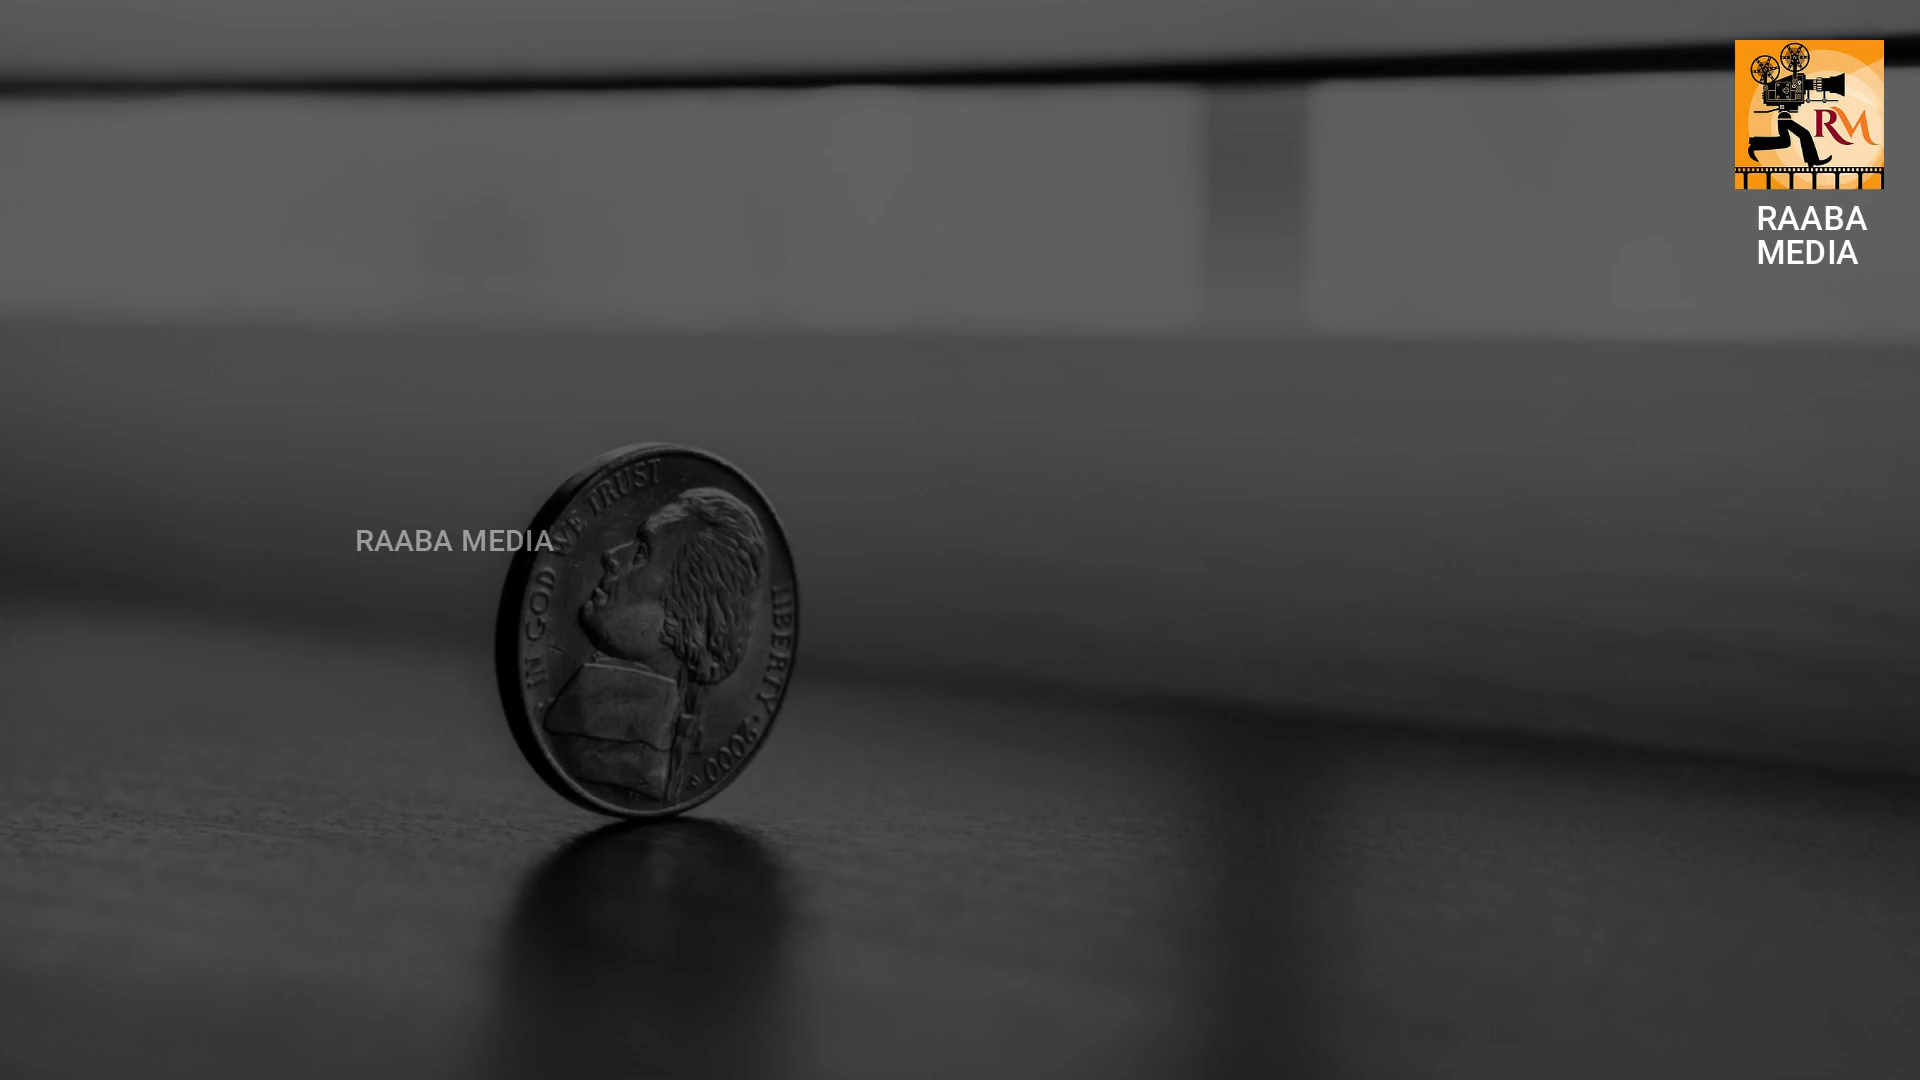 RM
RAABA
MEDIA
RAABA MEDIA
IN GOD WE TRUST
LIBERTY
2000